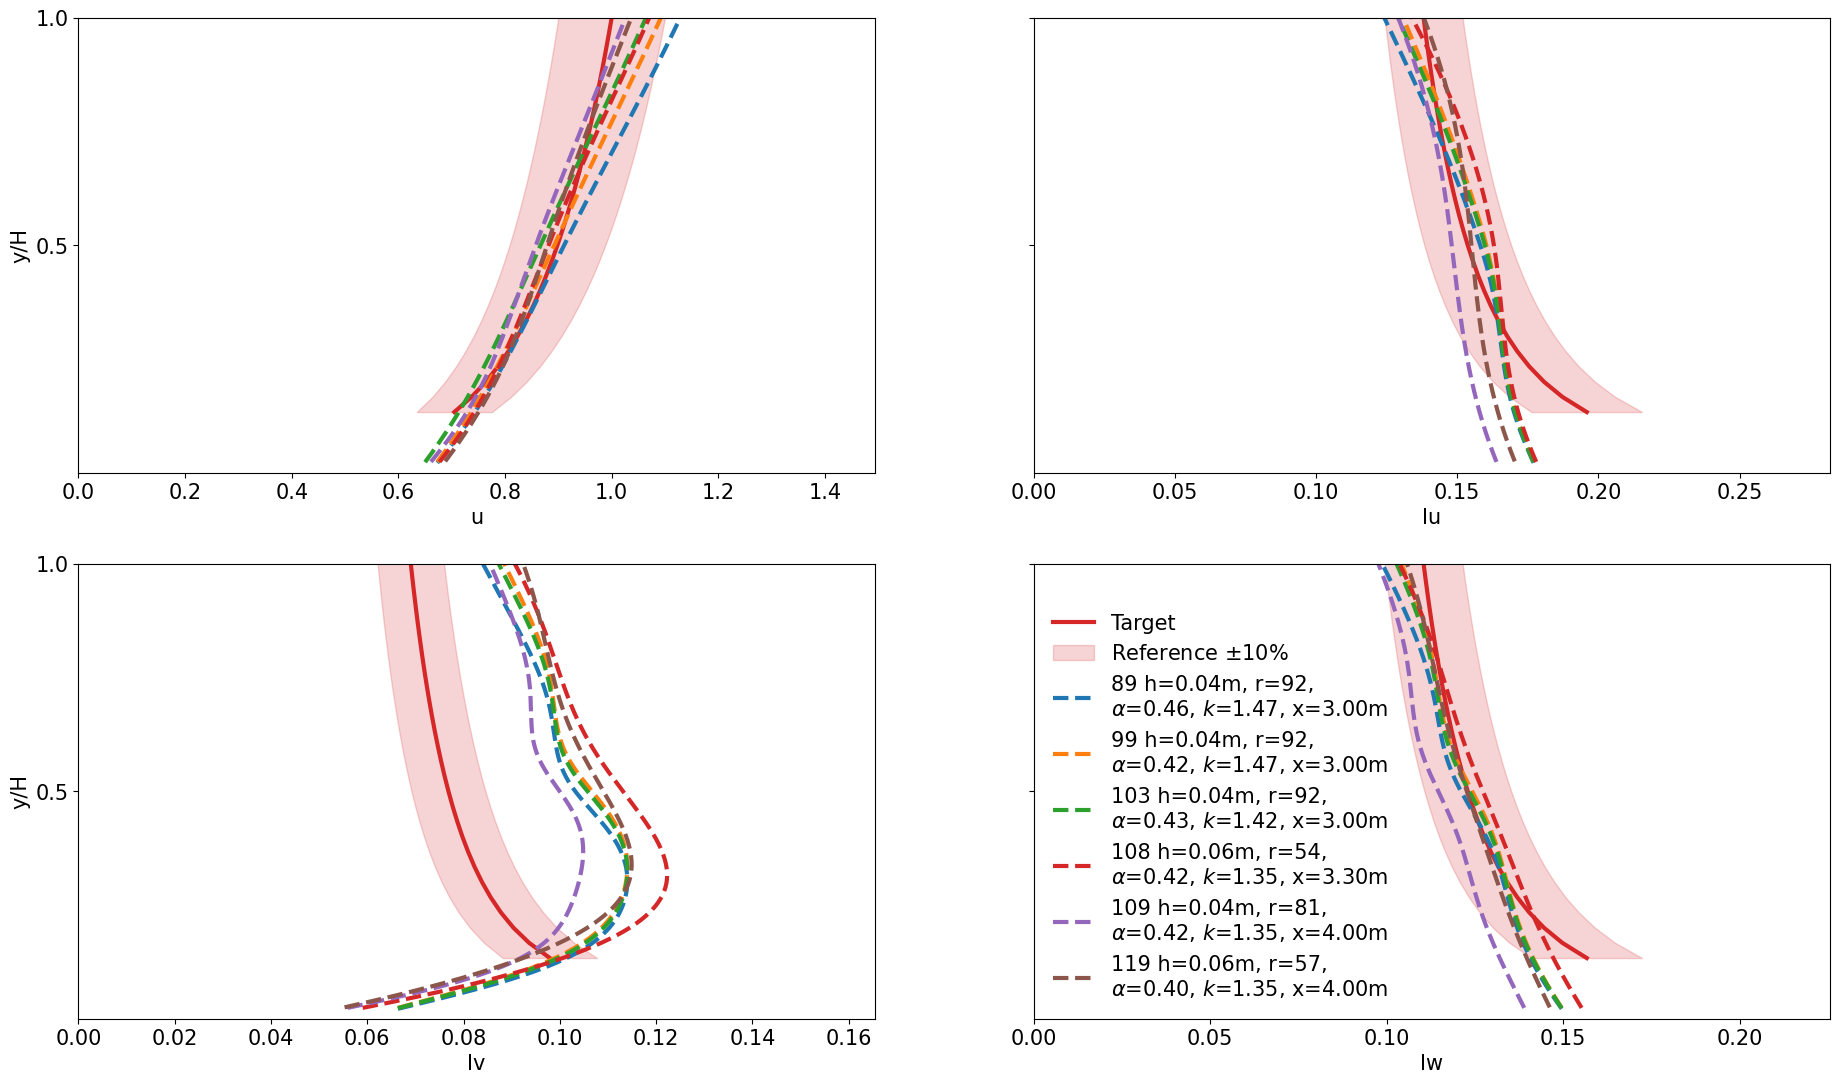 1.0
y/H
0.5
0.0 0.2 0.4 0.6 0.8 1.0 1.2 1.4
u
0.00 0.05 0.10 0.15 0.20 0.25
Iu
1.0
y/H
0.5
0.00 0.02 0.04 0.06 0.08 0.10 0.12 0.14 0.16
Iv
Target
Reference ±10%
89 h=0.04m, r=92,
α=0.46, k=1.47, x=3.00m
99 h=0.04m, r=92,
α=0.42, k=1.47, x=3.00m
103 h=0.04m, r=92,
α=0.43, k=1.42, x=3.00m
108 h=0.06m, r=54,
α=0.42, k=1.35, x=3.30m
109 h=0.04m, r=81,
α=0.42, k=1.35, x=4.00m
119 h=0.06m, r=57,
α=0.40, k=1.35, x=4.00m
0.00 0.05 0.10 0.15 0.20
Iw